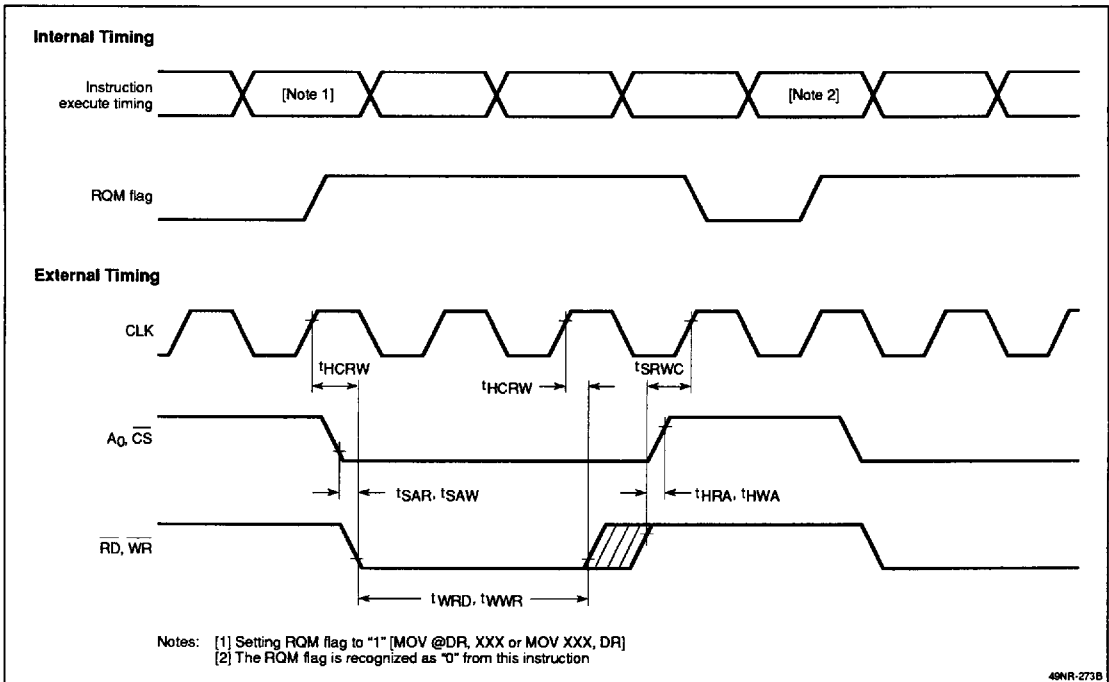 Internal Timing
Instruction
execute timing
[Note 1]
[Note 2]
RQM flag
External Timing
CLK
tHCRW
tHCRW
tSRWC
A0, CS
tSAR, tSAW
tHRA, tHWA
RD, WR
tWRD, tWWR
Notes: [1] Setting RQM flag to "1" [MOV @DR, XXX or MOV XXX, DR]
[2] The RQM flag is recognized as "0" from this instruction
49NR-273B